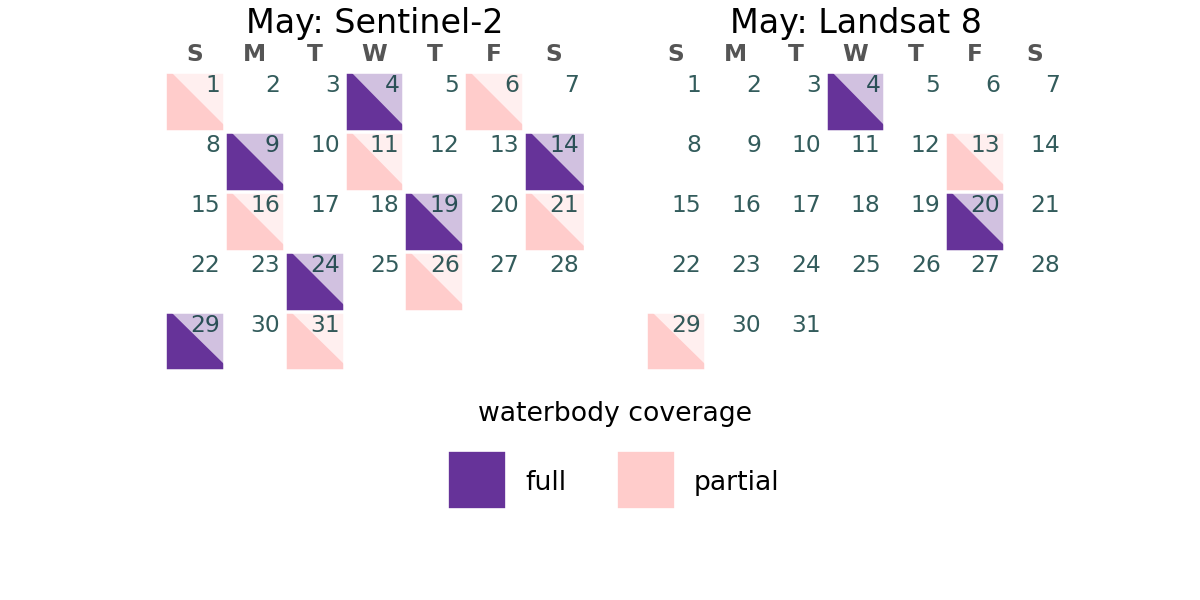 May: Sentinel-2
S M T W T F S
1 2 3 4 5 6 7
8 9 10 11 12 13 14
15 16 17 18 19 20 21
22 23 24 25 26 27 28
29 30 31
May: Landsat 8
S M T W T F S
1 2 3 4 5 6 7
8 9 10 11 12 13 14
15 16 17 18 19 20 21
22 23 24 25 26 27 28
29 30 31
waterbody coverage
full
partial